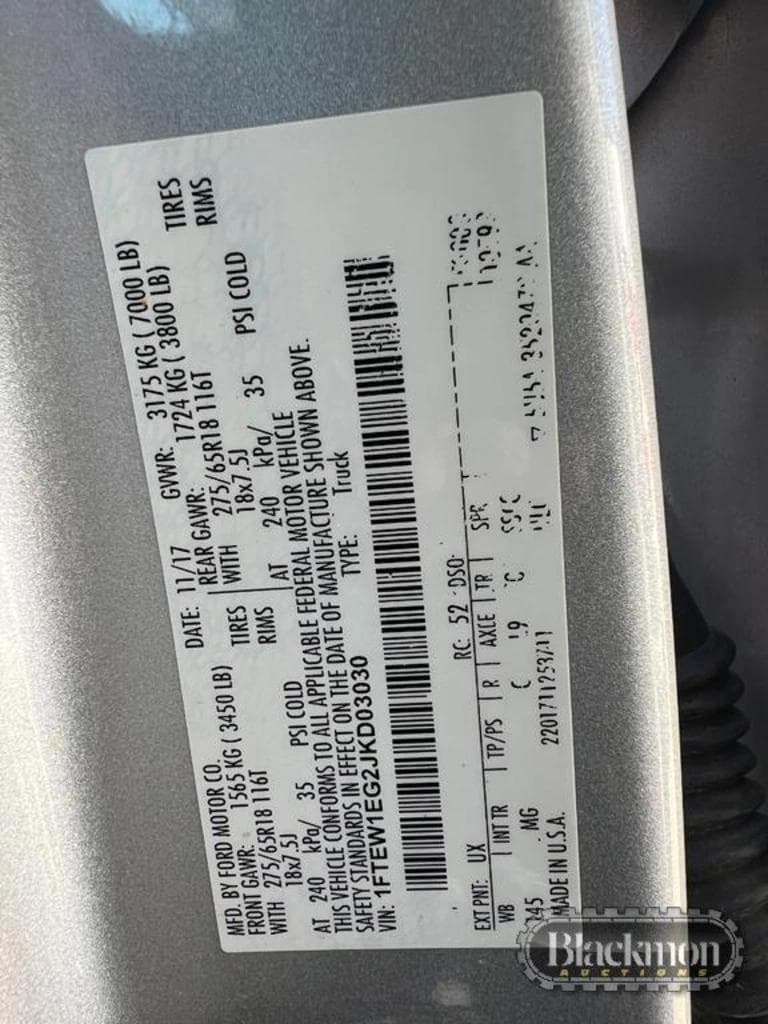 MFD. BY FORD MOTOR CO. DATE: 11/17 GVWR: 3175 KG ( 7000 LB)
FRONT GAWR: 1565 KG ( 3450 LB) REAR GAWR: 1724 KG ( 3800 LB)
WITH 275/65R18 116T TIRES WITH 275/65R18 116T TIRES
18x7.5J RIMS 18x7.5J RIMS
AT 240 kPa/ 35 PSI COLD AT 240 kPa/ 35 PSI COLD
THIS VEHICLE CONFORMS TO ALL APPLICABLE FEDERAL MOTOR VEHICLE
SAFETY STANDARDS IN EFFECT ON THE DATE OF MANUFACTURE SHOWN ABOVE.
VIN: 1FTEW1EG2JKD03030 TYPE: Truck
EXT PNT: UX RC: 52 DSO:
WB INT TR TP/PS R AXCE TR SPR
145 MG C 19
MADE IN U.S.A.
Blackmon
AUCTIONS